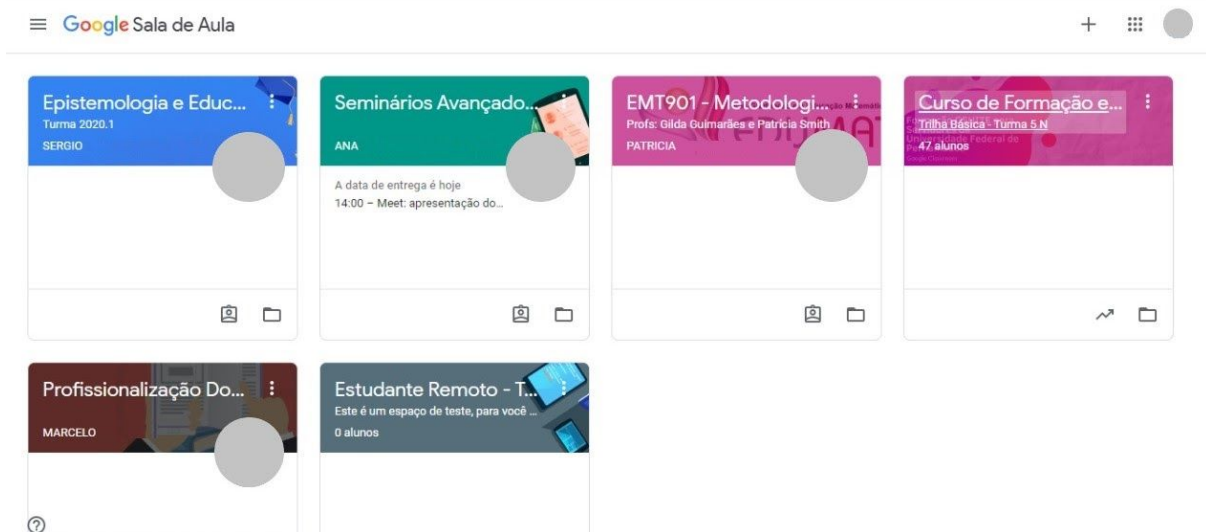 Google Sala de Aula
Epistemologia e Educ...
Turma 2020.1
SERGIO
Seminários Avançado...
ANA
A data de entrega é hoje
14:00 – Meet: apresentação do...
EMT901 - Metodologi...
Profs: Gilda Guimarães e Patrícia Smith
PATRICIA
Curso de Formação e...
Trilha Básica - Turma 5 N
47 alunos
Profissionalização Do...
MARCELO
Estudante Remoto - T...
Este é um espaço de teste, para você ...
0 alunos